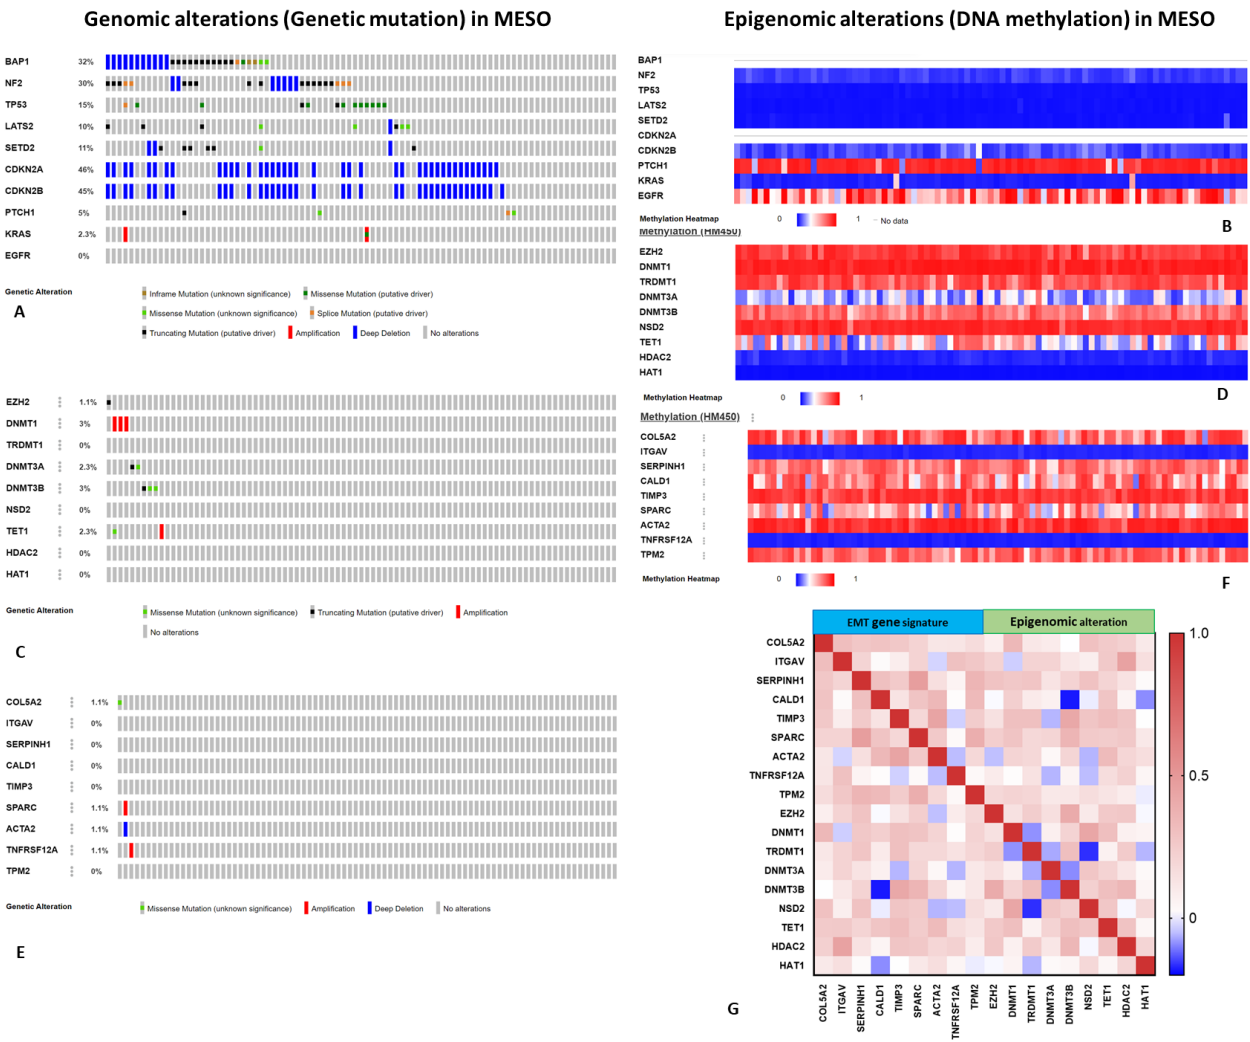 Genomic alterations (Genetic mutation) in MESO
BAP1 32%
NF2 30%
TP53 15%
LATS2 10%
SETD2 11%
CDKN2A 46%
CDKN2B 45%
PTCH1 5%
KRAS 2.3%
EGFR 0%
Genetic Alteration
Inframe Mutation (unknown significance) Missense Mutation (putative driver)
Missense Mutation (unknown significance) Splice Mutation (putative driver)
Truncating Mutation (putative driver) Amplification Deep Deletion No alterations
A
EZH2 1.1%
DNMT1 3%
TRDMT1 0%
DNMT3A 2.3%
DNMT3B 3%
NSD2 0%
TET1 2.3%
HDAC2 0%
HAT1 0%
Genetic Alteration
Missense Mutation (unknown significance) Truncating Mutation (putative driver) Amplification
No alterations
C
COL5A2 1.1%
ITGAV 0%
SERPINH1 0%
CALD1 0%
TIMP3 0%
SPARC 1.1%
ACTA2 1.1%
TNFRSF12A 1.1%
TPM2 0%
Genetic Alteration
Missense Mutation (unknown significance) Amplification Deep Deletion No alterations
E
Epigenomic alterations (DNA methylation) in MESO
BAP1
NF2
TP53
LATS2
SETD2
CDKN2A
CDKN2B
PTCH1
KRAS
EGFR
Methylation Heatmap 0 1 No data
B
Methylation (HM450)
EZH2
DNMT1
TRDMT1
DNMT3A
DNMT3B
NSD2
TET1
HDAC2
HAT1
Methylation Heatmap 0 1
D
Methylation (HM450)
COL5A2
ITGAV
SERPINH1
CALD1
TIMP3
SPARC
ACTA2
TNFRSF12A
TPM2
Methylation Heatmap 0 1
F
EMT gene signature Epigenomic alteration
COL5A2
ITGAV
SERPINH1
CALD1
TIMP3
SPARC
ACTA2
TNFRSF12A
TPM2
EZH2
DNMT1
TRDMT1
DNMT3A
DNMT3B
NSD2
TET1
HDAC2
HAT1
1.0
0.5
0
COL5A2 ITGAV SERPINH1 CALD1 TIMP3 SPARC ACTA2 TNFRSF12A TPM2 EZH2 DNMT1 TRDMT1 DNMT3A DNMT3B NSD2 TET1 HDAC2 HAT1
G